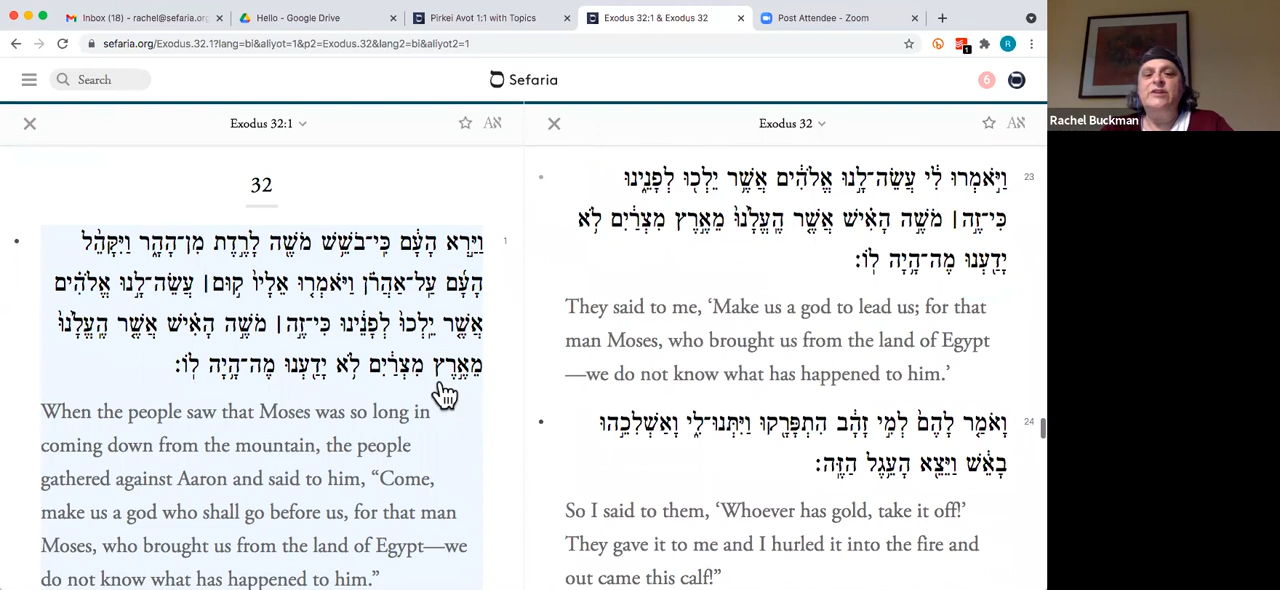 Inbox (18) - rachel@sefaria.or
Hello - Google Drive
Pirkei Avot 1:1 with Topics
Exodus 32:1 & Exodus 32
Post Attendee - Zoom
sefaria.org/Exodus.32.1?lang=bi&aliyot=1&p2=Exodus.32&lang2=bi&aliyot2=1
1
R
Search
Sefaria
6
Rachel Buckman
Exodus 32:1
32
1
וַיַּ֣רְא הָעָ֔ם כִּֽי־בֹשֵׁ֥שׁ מֹשֶׁ֖ה לָרֶ֣דֶת מִן־הָהָ֑ר וַיִּקָּהֵ֨ל
הָעָ֜ם עַֽל־אַהֲרֹ֗ן וַיֹּאמְר֤וּ אֵלָיו֙ ק֣וּם ׀ עֲשֵׂה־לָ֣נוּ אֱלֹהִ֗ים
אֲשֶׁ֤ר יֵֽלְכוּ֙ לְפָנֵ֔ינוּ כִּי־זֶ֣ה ׀ מֹשֶׁ֣ה הָאִ֗ישׁ אֲשֶׁ֤ר הֶֽעֱלָ֙נוּ֙
מֵאֶ֣רֶץ מִצְרַ֔יִם לֹ֥א יָדַ֖עְנוּ מֶה־הָ֥יָה לֽוֹ׃
When the people saw that Moses was so long in
coming down from the mountain, the people
gathered against Aaron and said to him, “Come,
make us a god who shall go before us, for that man
Moses, who brought us from the land of Egypt—we
do not know what has happened to him.”
Exodus 32
23
וַיֹּ֣אמְרוּ לִ֔י עֲשֵׂה־לָ֣נוּ אֱלֹהִ֔ים אֲשֶׁ֥ר יֵלְכ֖וּ לְפָנֵ֑ינוּ
כִּי־זֶ֣ה ׀ מֹשֶׁ֣ה הָאִ֗ישׁ אֲשֶׁ֤ר הֶֽעֱלָ֙נוּ֙ מֵאֶ֣רֶץ מִצְרַ֔יִם לֹ֥א
יָדַ֖עְנוּ מֶה־הָ֥יָה לֽוֹ׃
They said to me, ‘Make us a god to lead us; for that
man Moses, who brought us from the land of Egypt
—we do not know what has happened to him.’
24
וָאֹמַ֤ר לָהֶם֙ לְמִ֣י זָהָ֔ב הִתְפָּרָ֖קוּ וַיִּתְּנוּ־לִ֑י וָאַשְׁלִכֵ֣הוּ
בָאֵ֔שׁ וַיֵּצֵ֖א הָעֵ֥גֶל הַזֶּֽה׃
So I said to them, ‘Whoever has gold, take it off!’
They gave it to me and I hurled it into the fire and
out came this calf!”